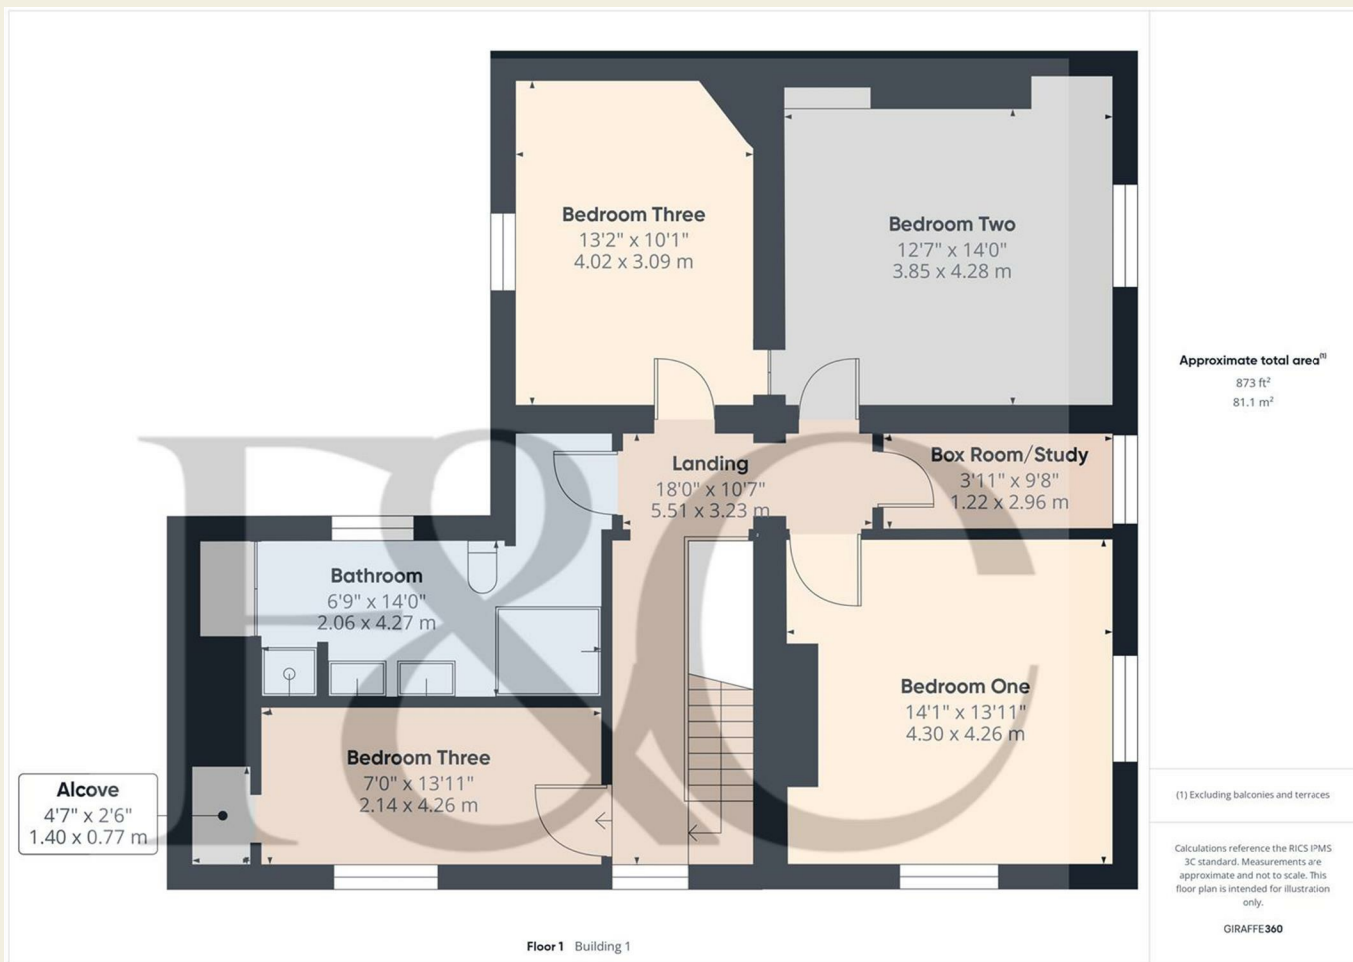 Bedroom Three
13'2" x 10'1"
4.02 x 3.09 m
Bedroom Two
12'7" x 14'0"
3.85 x 4.28 m
Approximate total area(1)
873 ft²
81.1 m²
Landing
18'0" x 10'7"
5.51 x 3.23 m
Box Room/Study
3'11" x 9'8"
1.22 x 2.96 m
F&C
Bathroom
6'9" x 14'0"
2.06 x 4.27 m
Bedroom One
14'1" x 13'11"
4.30 x 4.26 m
Bedroom Three
7'0" x 13'11"
2.14 x 4.26 m
Alcove
4'7" x 2'6"
1.40 x 0.77 m
(1) Excluding balconies and terraces
Calculations reference the RICS IPMS
3C standard. Measurements are
approximate and not to scale. This
floor plan is intended for illustration
only.
GIRAFFE360
Floor 1 Building 1